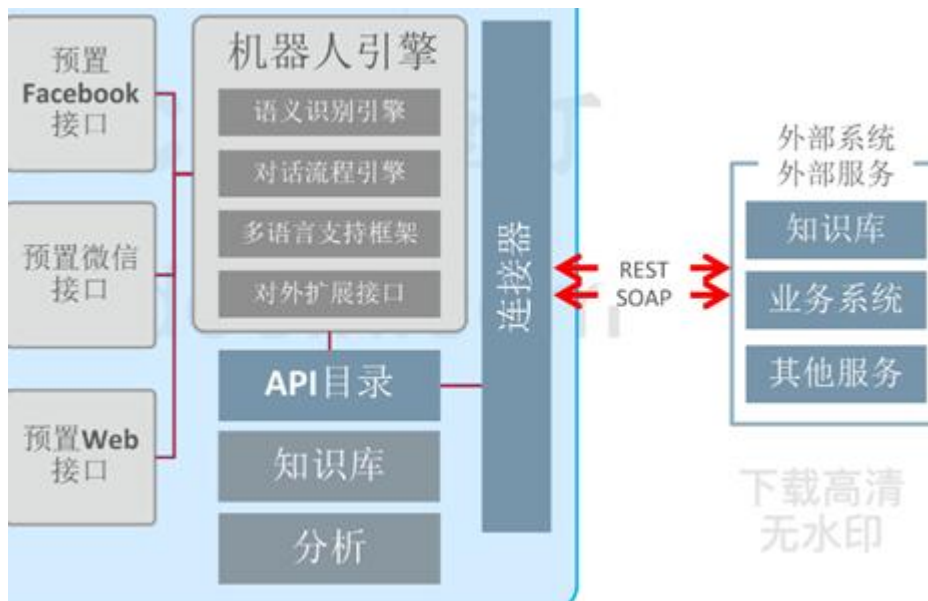 预置
Facebook
接口
预置微信
接口
预置Web
接口
机器人引擎
语义识别引擎
对话流程引擎
多语言支持框架
对外扩展接口
API目录
知识库
分析
连接器
REST
SOAP
外部系统
外部服务
知识库
业务系统
其他服务
下载高清
无水印